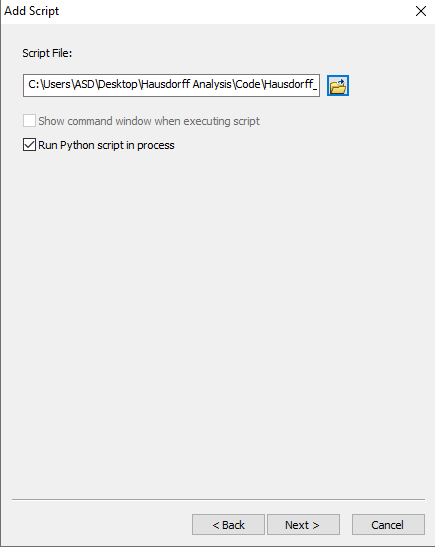 Add Script
Script File:
C:\Users\ASD\Desktop\Hausdorff Analysis\Code\Hausdorff_
Show command window when executing script
Run Python script in process
< Back
Next >
Cancel